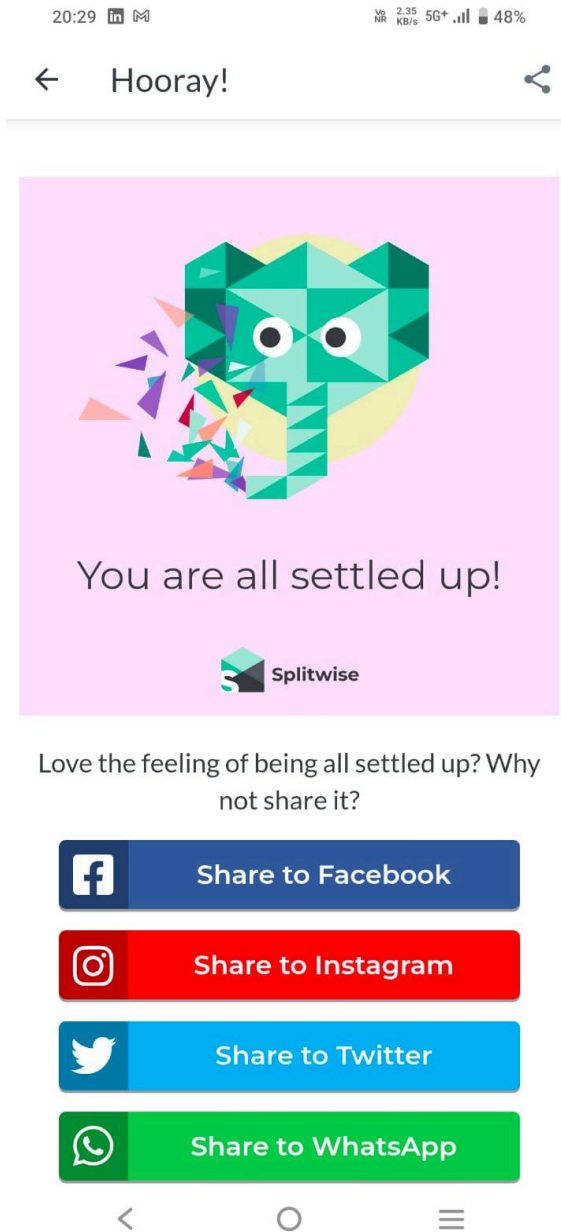 20:29
Vo NR 2.35 KB/s 5G+ 48%
Hooray!
You are all settled up!
Splitwise
Love the feeling of being all settled up? Why
not share it?
Share to Facebook
Share to Instagram
Share to Twitter
Share to WhatsApp